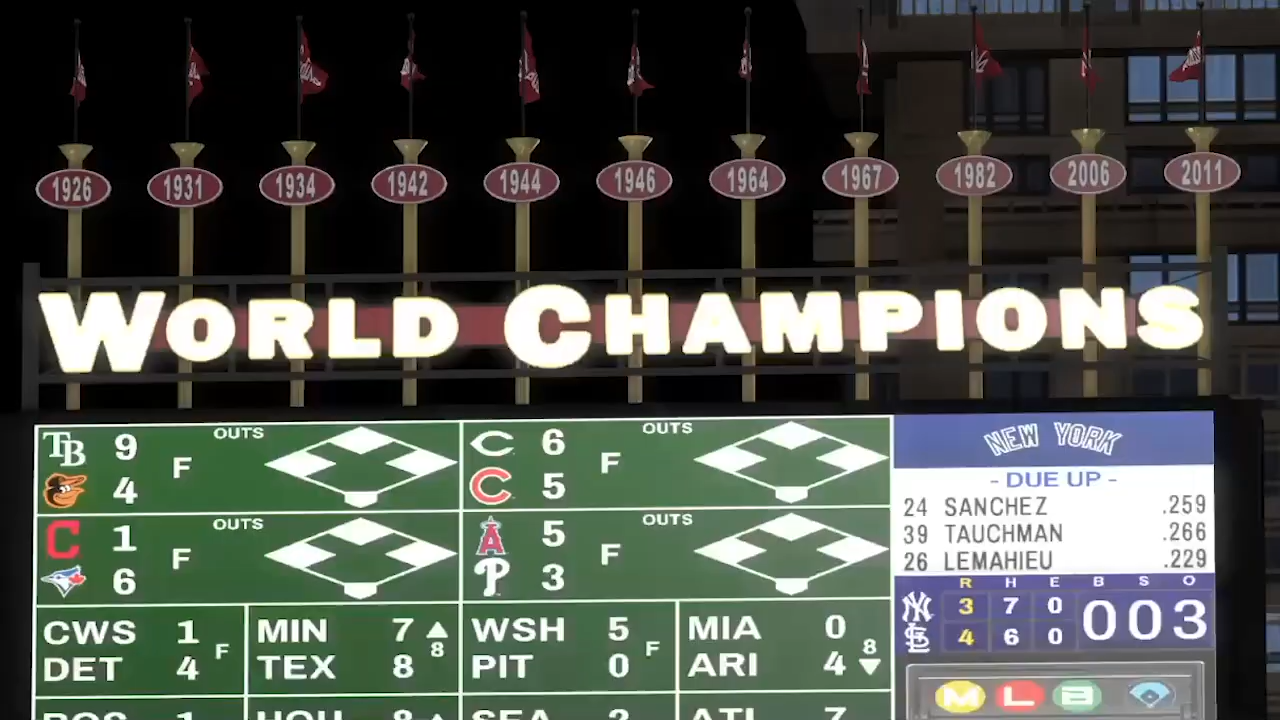 1926 1931 1934 1942 1944 1946 1964 1967 1982 2006 2011
WORLD CHAMPIONS
TB 9 F OUTS
4
C 6 F OUTS
C 5
C 1 F OUTS
6
A 5 F OUTS
P 3
CWS 1 F
DET 4
MIN 7 8
TEX 8
WSH 5 F
PIT 0
MIA 0 8
ARI 4
NEW YORK
- DUE UP -
24 SANCHEZ .259
39 TAUCHMAN .266
26 LEMAHIEU .229
R H E B S O
NY 3 7 0 0 0 3
STL 4 6 0
M L B